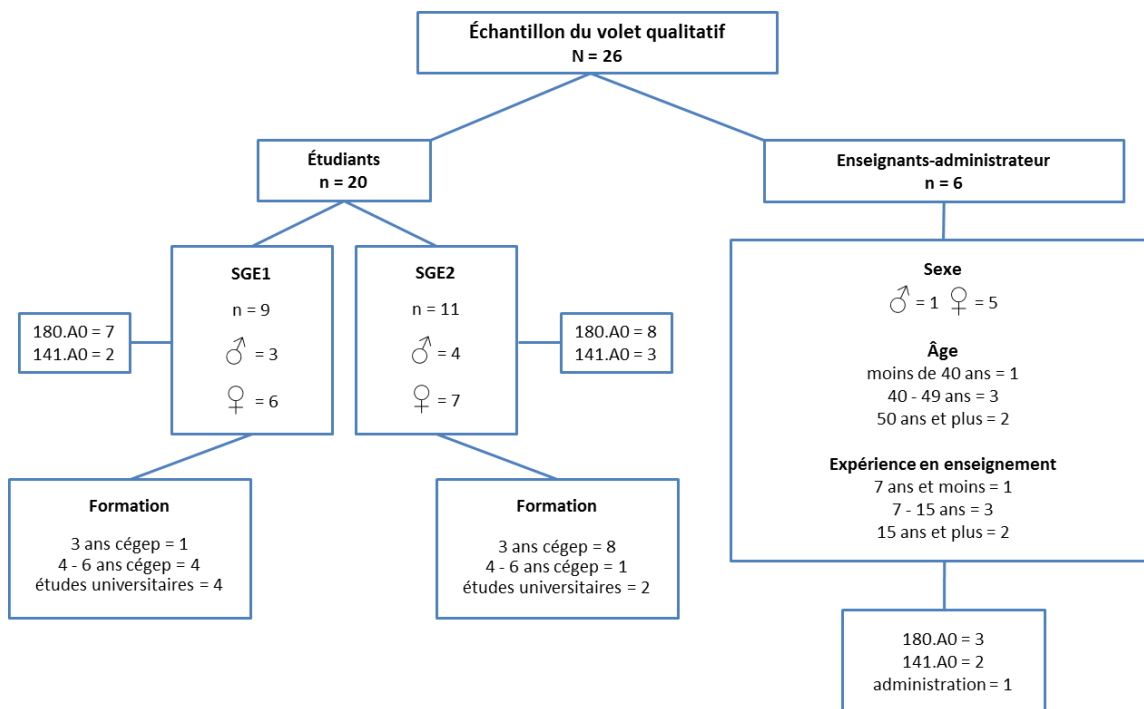 Échantillon du volet qualitatif
N = 26
Étudiants
n = 20
Enseignants-administrateur
n = 6
SGE1
n = 9
♂ = 3
♀ = 6
180.A0 = 7
141.A0 = 2
SGE2
n = 11
♂ = 4
♀ = 7
180.A0 = 8
141.A0 = 3
Formation
3 ans cégep = 1
4 - 6 ans cégep = 4
études universitaires = 4
Formation
3 ans cégep = 8
4 - 6 ans cégep = 1
études universitaires = 2
Sexe
♂ = 1 ♀ = 5
Âge
moins de 40 ans = 1
40 - 49 ans = 3
50 ans et plus = 2
Expérience en enseignement
7 ans et moins = 1
7 - 15 ans = 3
15 ans et plus = 2
180.A0 = 3
141.A0 = 2
administration = 1